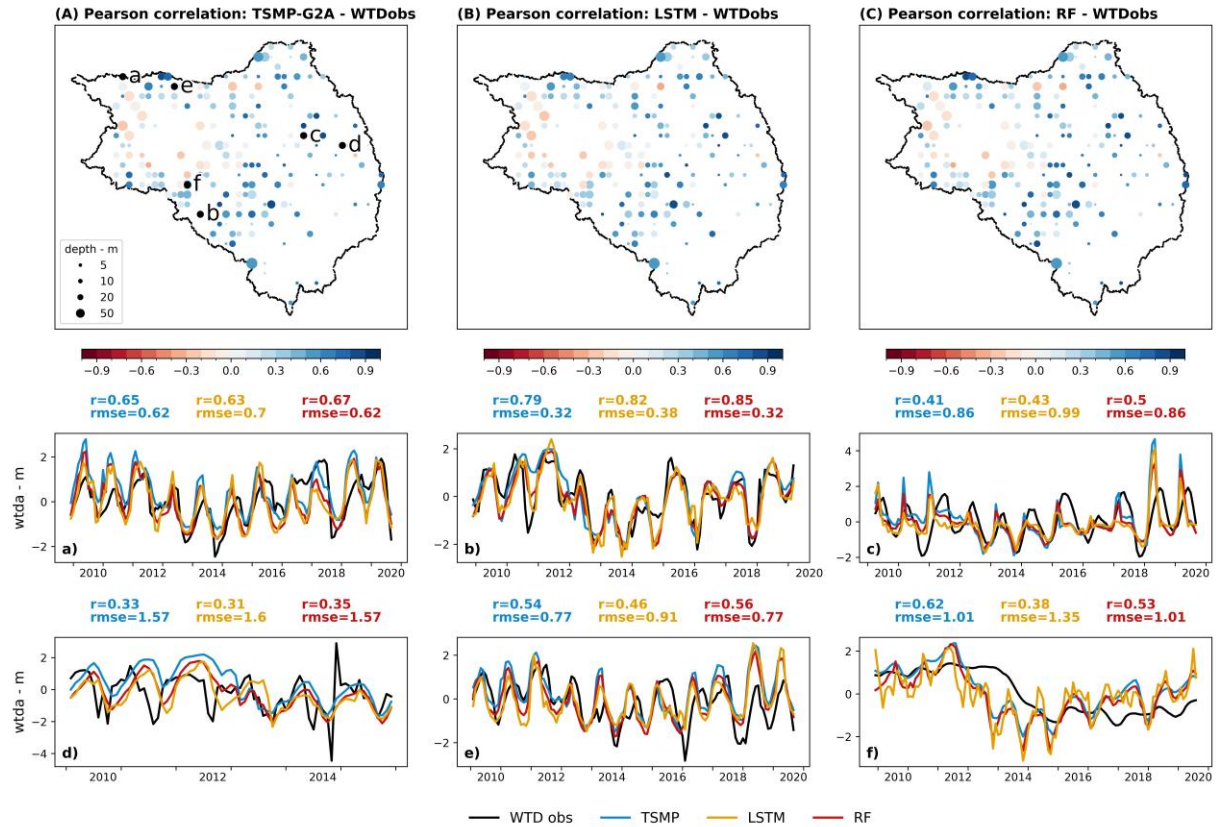 (A) Pearson correlation: TSMP-G2A - WTDobs
(B) Pearson correlation: LSTM - WTDobs
(C) Pearson correlation: RF - WTDobs
a
e
c
d
f
b
depth - m
5
10
20
50
−0.9 −0.6 −0.3 0.0 0.3 0.6 0.9
−0.9 −0.6 −0.3 0.0 0.3 0.6 0.9
−0.9 −0.6 −0.3 0.0 0.3 0.6 0.9
r=0.65 r=0.63 r=0.67
rmse=0.62 rmse=0.7 rmse=0.62
r=0.79 r=0.82 r=0.85
rmse=0.32 rmse=0.38 rmse=0.32
r=0.41 r=0.43 r=0.5
rmse=0.86 rmse=0.99 rmse=0.86
wtda - m
2
0
−2
a)
2010 2012 2014 2016 2018 2020
2
0
−2
b)
2010 2012 2014 2016 2018 2020
4
2
0
−2
c)
2010 2012 2014 2016 2018 2020
r=0.33 r=0.31 r=0.35
rmse=1.57 rmse=1.6 rmse=1.57
r=0.54 r=0.46 r=0.56
rmse=0.77 rmse=0.91 rmse=0.77
r=0.62 r=0.38 r=0.53
rmse=1.01 rmse=1.35 rmse=1.01
wtda - m
2
0
−2
−4
d)
2010 2012 2014
2
0
−2
e)
2010 2012 2014 2016 2018 2020
2
0
−2
f)
2010 2012 2014 2016 2018 2020
WTD obs TSMP LSTM RF